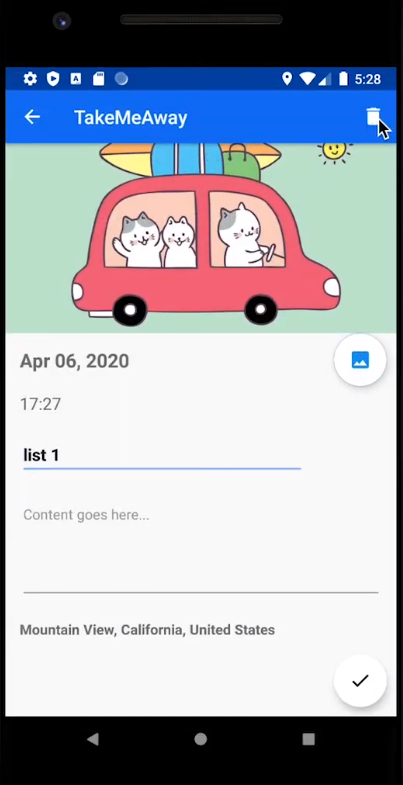 5:28
TakeMeAway
Apr 06, 2020
17:27
list 1
Content goes here...
Mountain View, California, United States